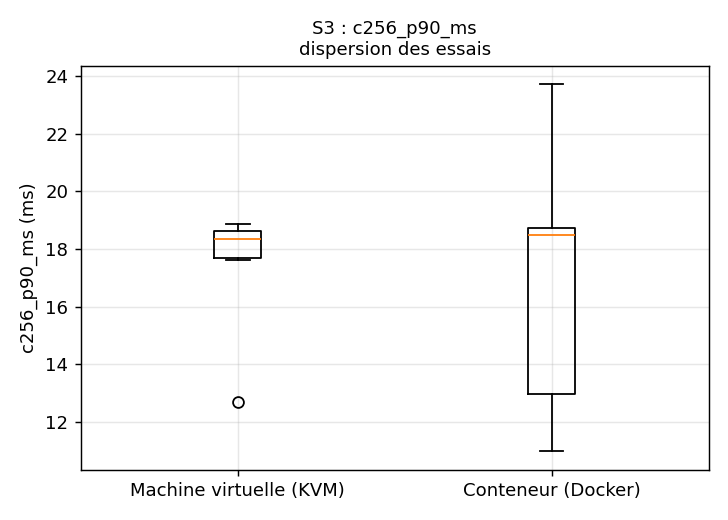 S3 : c256_p90_ms
dispersion des essais
c256_p90_ms (ms)
24
22
20
18
16
14
12
Machine virtuelle (KVM)
Conteneur (Docker)